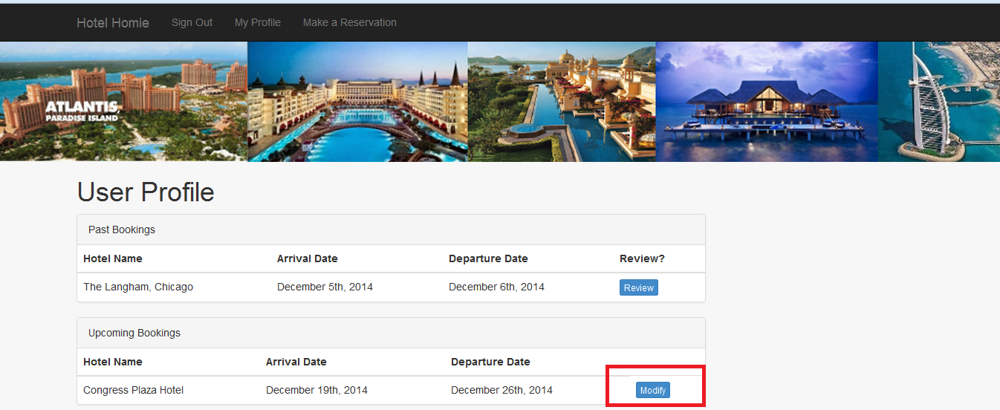 Hotel Homie Sign Out My Profile Make a Reservation
ATLANTIS,
PARADISE ISLAND
User Profile
Past Bookings
Hotel Name Arrival Date Departure Date Review?
The Langham, Chicago December 5th, 2014 December 6th, 2014 Review
Upcoming Bookings
Hotel Name Arrival Date Departure Date
Congress Plaza Hotel December 19th, 2014 December 26th, 2014 Modify